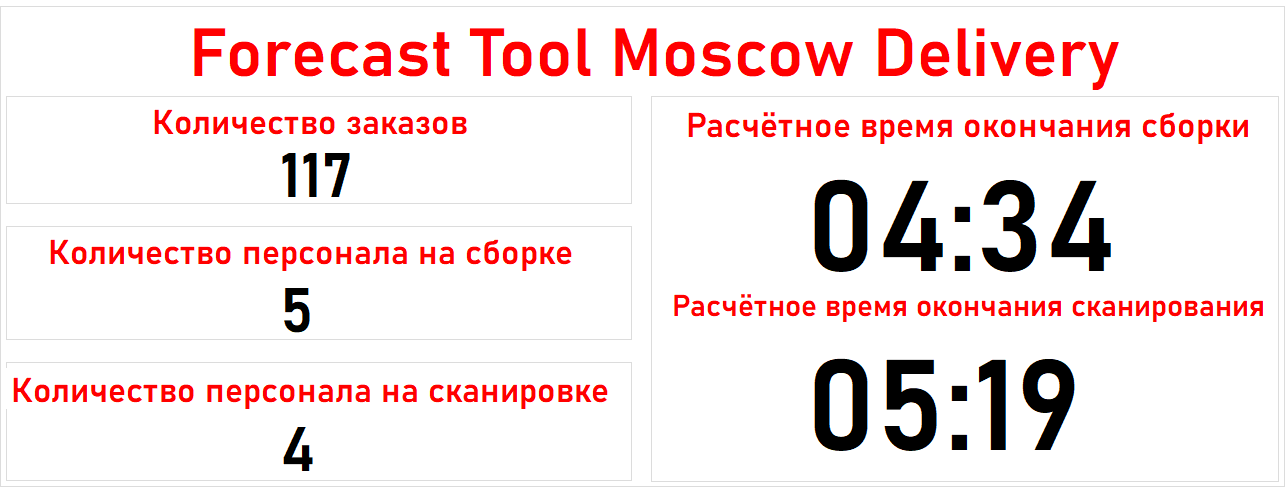 Forecast Tool Moscow Delivery
Количество заказов
117
Количество персонала на сборке
5
Количество персонала на сканировке
4
Расчётное время окончания сборки
04:34
Расчётное время окончания сканирования
05:19